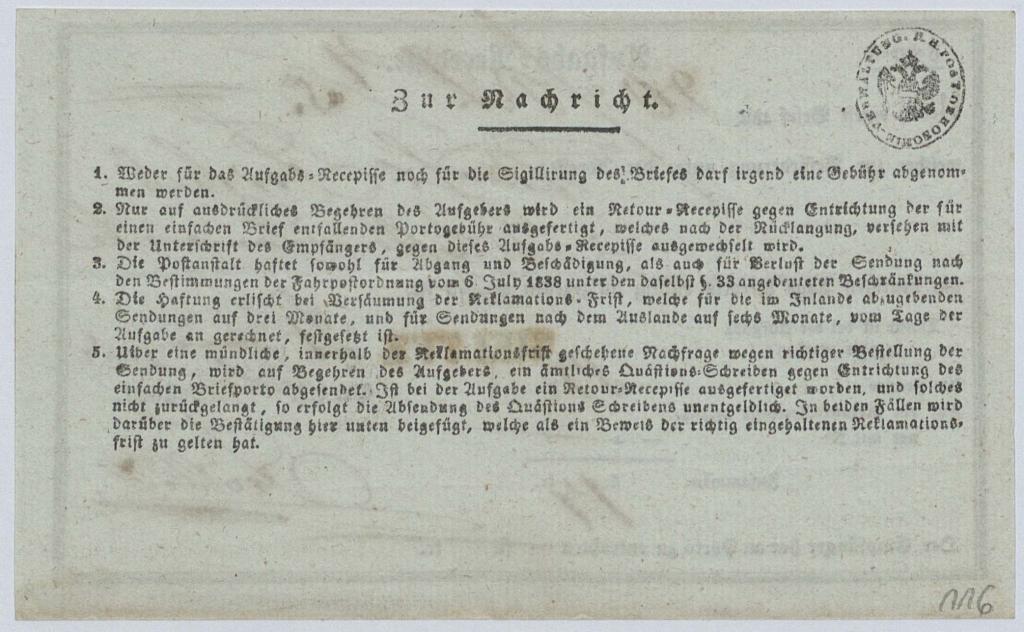 Zur Nachricht.
K. K. POSTOEKONOMIE-VERWALTUNG.
1. Weder für das Aufgabs-Recepisse noch für die Sigillirung des Briefes darf irgend eine Gebühr abgenom-
men werden.
2. Nur auf ausdrückliches Begehren des Aufgebers wird ein Retour-Recepisse gegen Entrichtung der für
einen einfachen Brief entfallenden Portogebühr ausgefertigt, welches nach der Rücklangung, versehen mit
der Unterschrift des Empfängers, gegen dieses Aufgabs-Recepisse ausgewechselt wird.
3. Die Postanstalt haftet sowohl für Abgang und Beschädigung, als auch für Verlust der Sendung nach
den Bestimmungen der Fahrpostordnung vom 6. July 1838 unter den daselbst §. 33 angedeuteten Beschränkungen.
4. Die Haftung erlischt bei Versäumung der Reklamations-Frist, welche für die im Inlande abzugebenden
Sendungen auf drei Monate, und für Sendungen nach dem Auslande auf sechs Monate, vom Tage der
Aufgabe an gerechnet, festgesetzt ist.
5. Uiber eine mündliche, innerhalb der Reklamationsfrist geschehene Nachfrage wegen richtiger Bestellung der
Sendung, wird auf Begehren des Aufgebers, ein ämtliches Quästions-Schreiben gegen Entrichtung des
einfachen Briefporto abgesendet. Ist bei der Aufgabe ein Retour-Recepisse ausgefertiget worden, und solches
nicht zurückgelangt, so erfolgt die Absendung des Quästions Schreibens unentgeldlich. In beiden Fällen wird
darüber die Bestätigung hier unten beigefügt, welche als ein Beweis der richtig eingehaltenen Reklamations-
frist zu gelten hat.
116